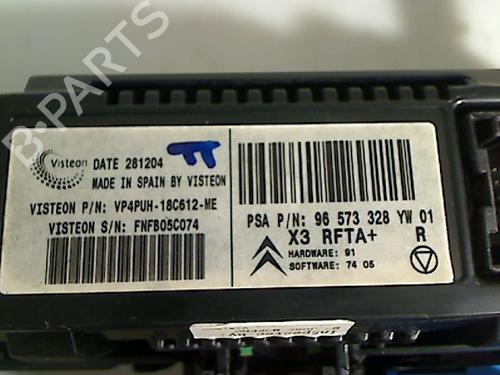 B-PARTS
Visteon
DATE 281204
MADE IN SPAIN BY VISTEON
VISTEON P/N: VP4PUH-18C612-ME
VISTEON S/N: FNFB05C074
PSA P/N: 96 573 328 YW 01
X3 RFTA+ R
HARDWARE: 91
SOFTWARE: 74 05